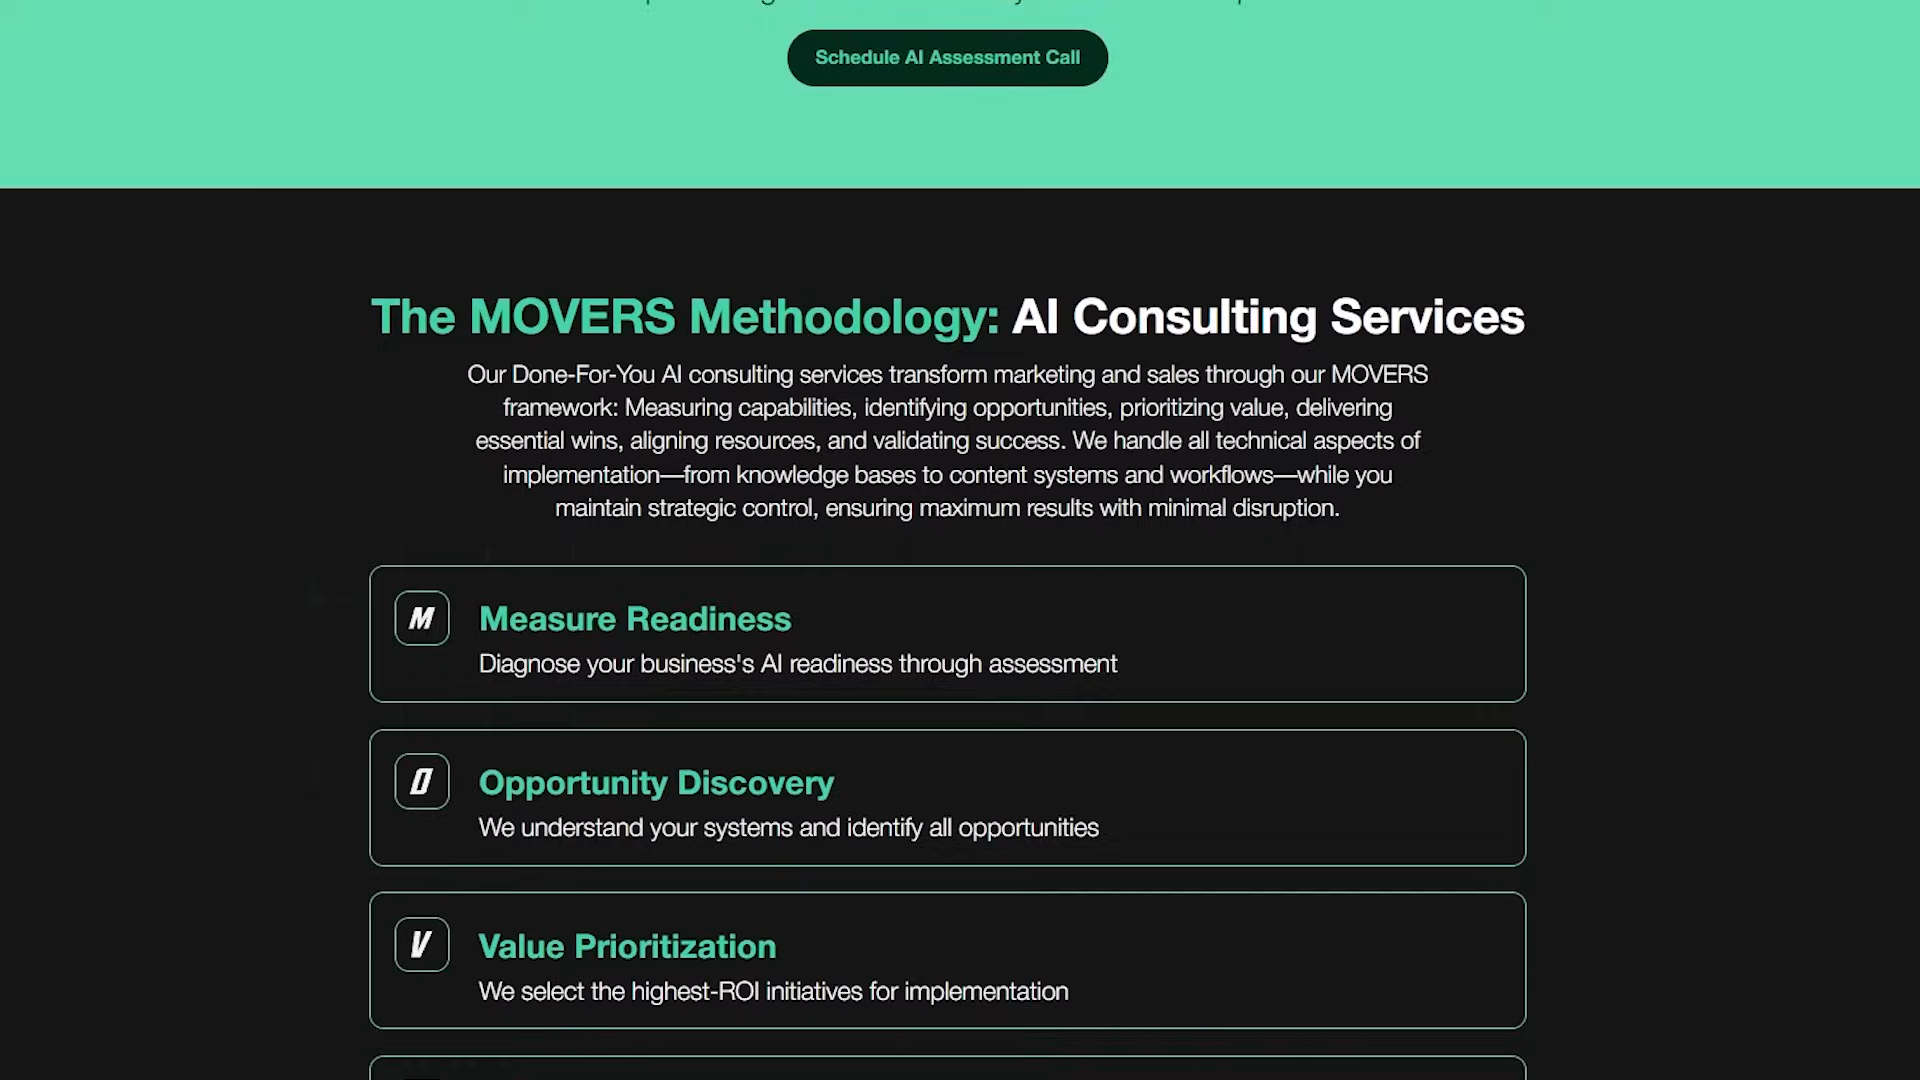 Schedule AI Assessment Call
The MOVERS Methodology: AI Consulting Services
Our Done-For-You AI consulting services transform marketing and sales through our MOVERS
framework: Measuring capabilities, identifying opportunities, prioritizing value, delivering
essential wins, aligning resources, and validating success. We handle all technical aspects of
implementation—from knowledge bases to content systems and workflows—while you
maintain strategic control, ensuring maximum results with minimal disruption.
M
Measure Readiness
Diagnose your business's AI readiness through assessment
O
Opportunity Discovery
We understand your systems and identify all opportunities
V
Value Prioritization
We select the highest-ROI initiatives for implementation